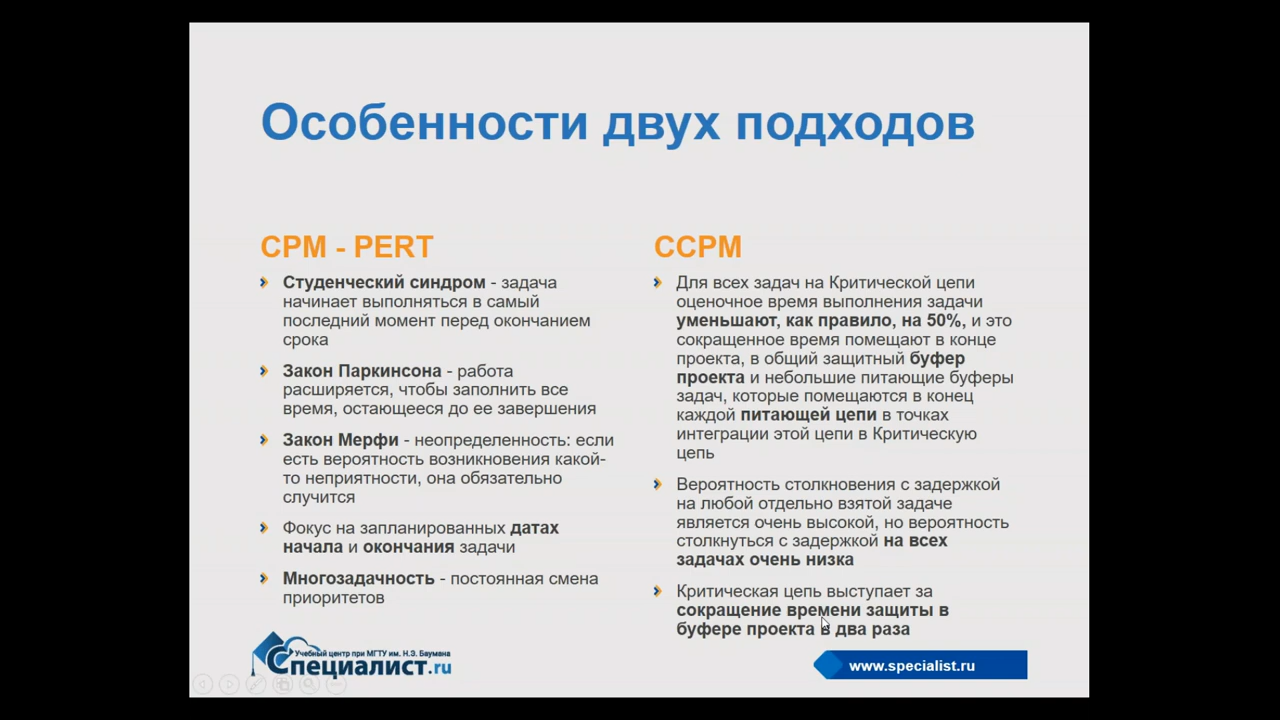 Особенности двух подходов
CPM - PERT
Студенческий синдром - задача
начинает выполняться в самый
последний момент перед окончанием
срока
Закон Паркинсона - работа
расширяется, чтобы заполнить все
время, остающееся до ее завершения
Закон Мерфи - неопределенность: если
есть вероятность возникновения какой-
то неприятности, она обязательно
случится
Фокус на запланированных датах
начала и окончания задачи
Многозадачность - постоянная смена
приоритетов
CCPM
Для всех задач на Критической цепи
оценочное время выполнения задачи
уменьшают, как правило, на 50%, и это
сокращенное время помещают в конце
проекта, в общий защитный буфер
проекта и небольшие питающие буферы
задач, которые помещаются в конец
каждой питающей цепи в точках
интеграции этой цепи в Критическую
цепь
Вероятность столкновения с задержкой
на любой отдельно взятой задаче
является очень высокой, но вероятность
столкнуться с задержкой на всех
задачах очень низка
Критическая цепь выступает за
сокращение времени защиты в
буфере проекта в два раза
Учебный центр при МГТУ им. Н.Э. Баумана
Специалист.ru
www.specialist.ru